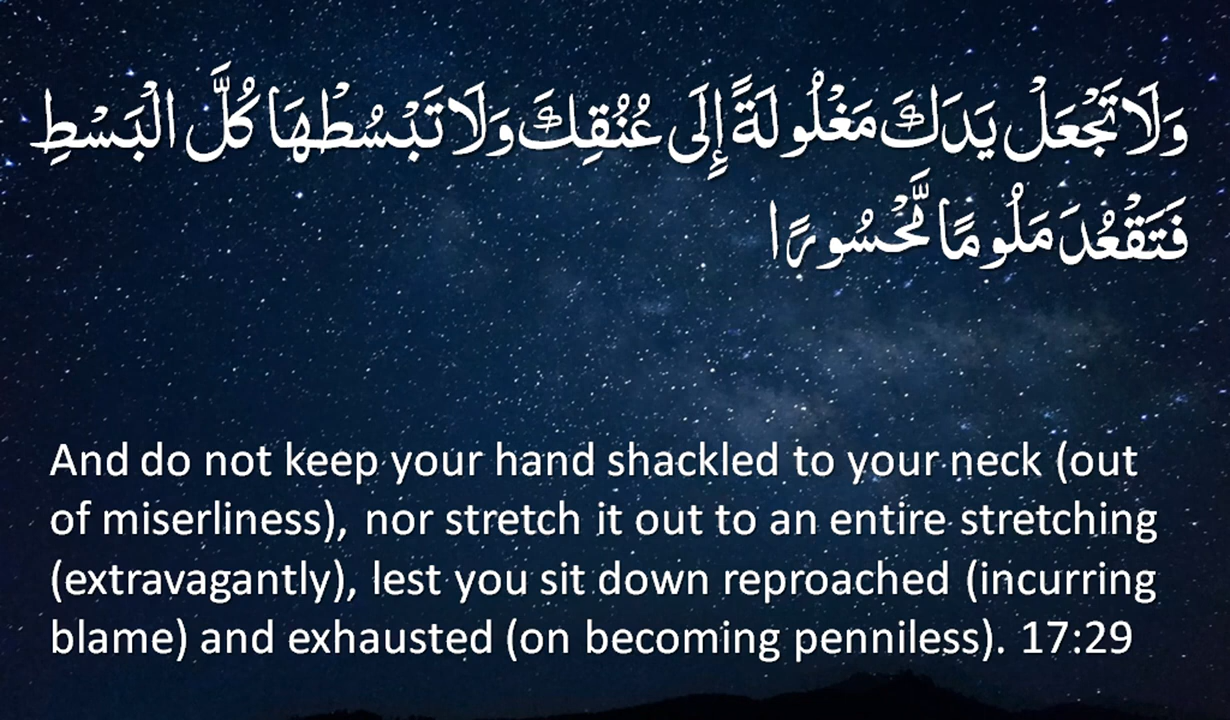 وَلَا تَجْعَلْ يَدَكَ مَغْلُولَةً إِلَى عُنُقِكَ وَلَا تَبْسُطْهَا كُلَّ الْبَسْطِ
فَتَقْعُدَ مَلُومًا مَّحْسُورًا
And do not keep your hand shackled to your neck (out
of miserliness), nor stretch it out to an entire stretching
(extravagantly), lest you sit down reproached (incurring
blame) and exhausted (on becoming penniless). 17:29